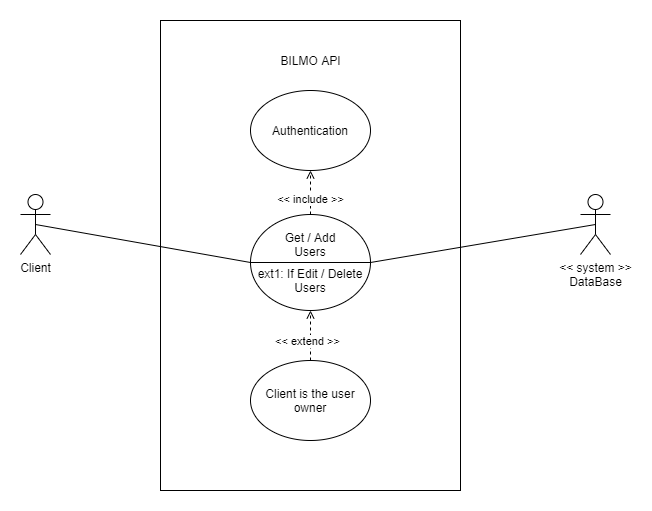 BILMO API
Authentication
<< include >>
Get / Add
Users
ext1: If Edit / Delete
Users
Client
<< system >>
DataBase
<< extend >>
Client is the user
owner